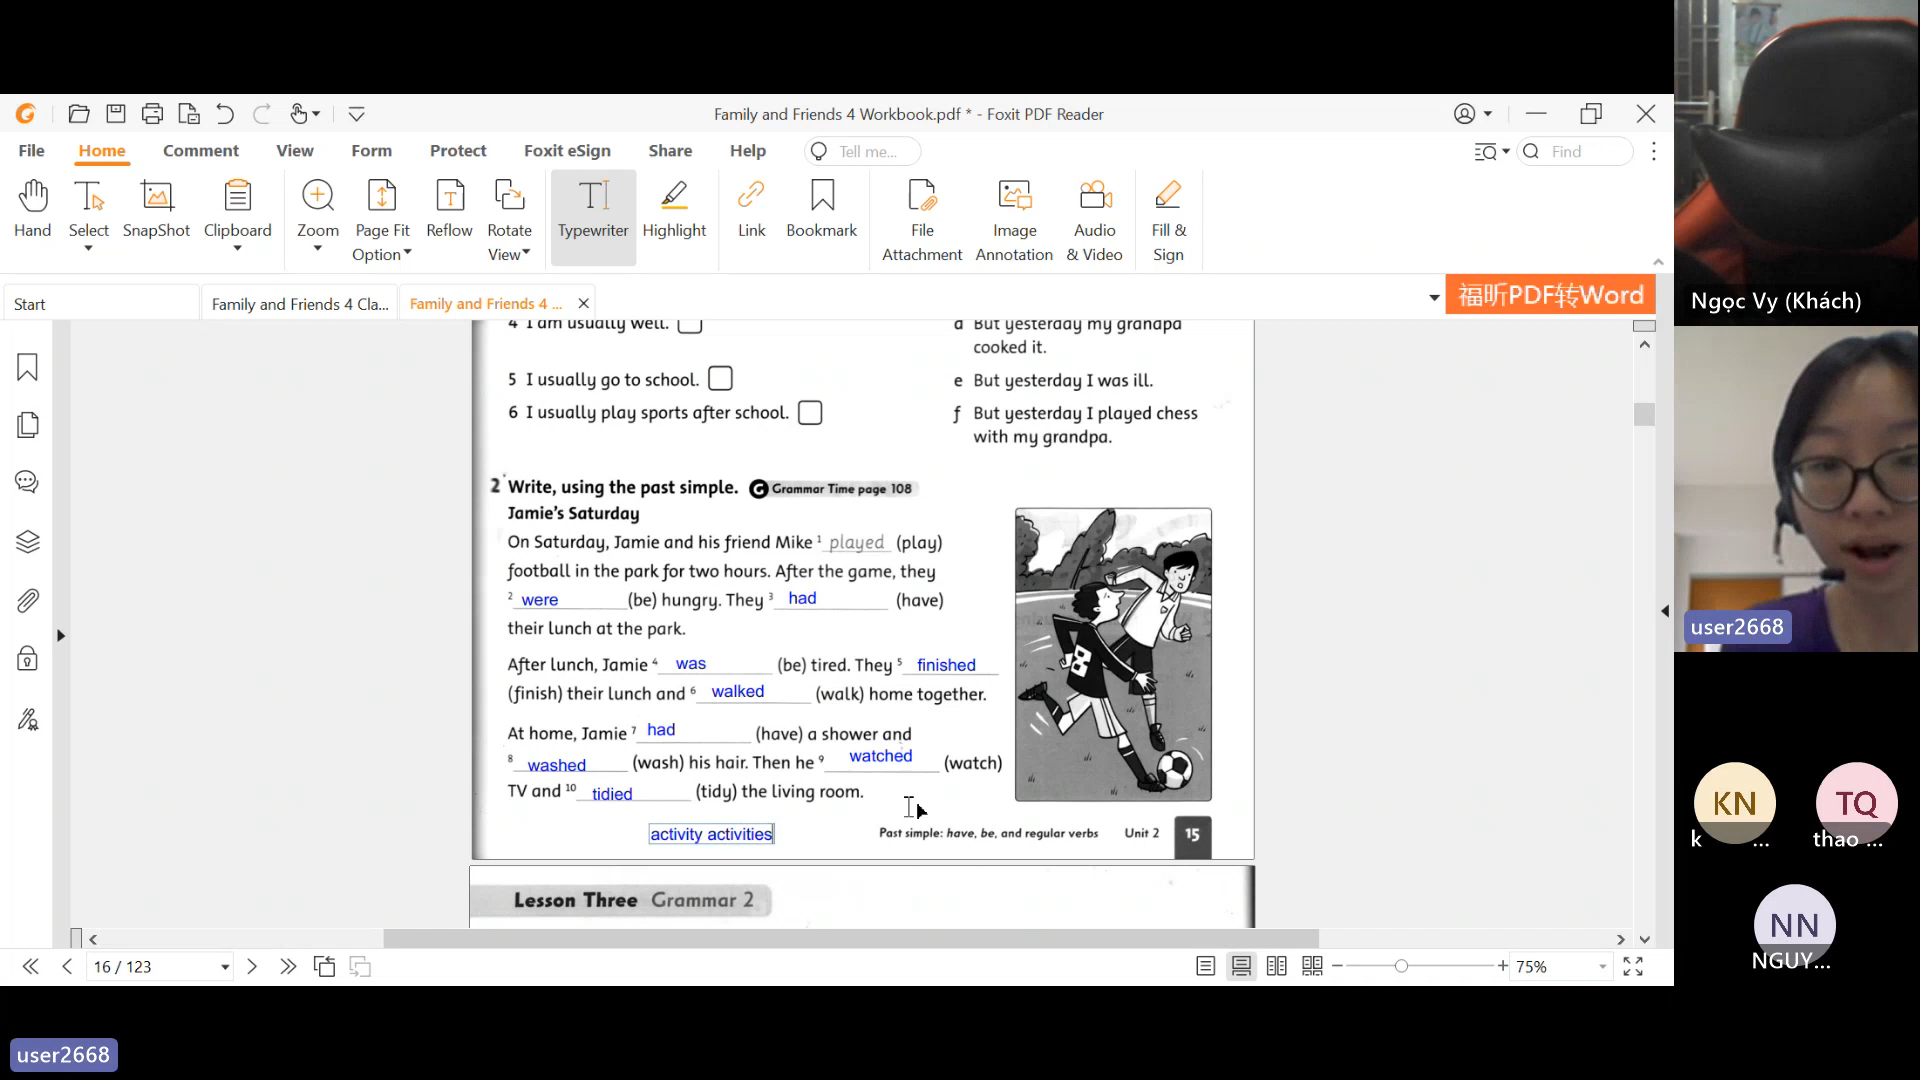 Family and Friends 4 Workbook.pdf * - Foxit PDF Reader
File Home Comment View Form Protect Foxit eSign Share Help Tell me... Find
Hand Select SnapShot Clipboard Zoom Page Fit Option Reflow Rotate View Typewriter Highlight Link Bookmark File Attachment Image Annotation Audio & Video Fill & Sign
Start Family and Friends 4 Cla... Family and Friends 4 ... 福昕PDF转Word
4 I am usually well.
d But yesterday my grandpa
cooked it.
5 I usually go to school.
e But yesterday I was ill.
6 I usually play sports after school.
f But yesterday I played chess
with my grandpa.
2 Write, using the past simple. G Grammar Time page 108
Jamie's Saturday
On Saturday, Jamie and his friend Mike 1 played (play)
football in the park for two hours. After the game, they
2 were (be) hungry. They 3 had (have)
their lunch at the park.
After lunch, Jamie 4 was (be) tired. They 5 finished
(finish) their lunch and 6 walked (walk) home together.
At home, Jamie 7 had (have) a shower and
8 washed (wash) his hair. Then he 9 watched (watch)
TV and 10 tidied (tidy) the living room.
activity activities
Past simple: have, be, and regular verbs Unit 2 15
Lesson Three Grammar 2
16 / 123
75%
Ngọc Vy (Khách)
user2668
KN
k ...
TQ
thao ...
NN
NGUY...
user2668